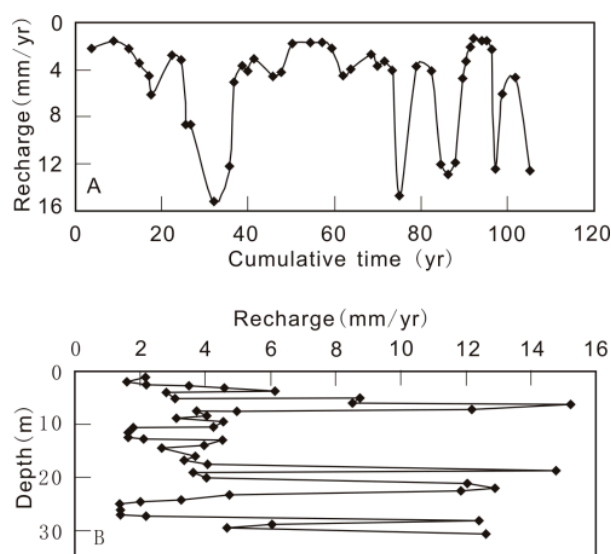 0
4
8
12
16
Recharge(mm/yr)
A
0 20 40 60 80 100 120
Cumulative time (yr)
Recharge(mm/yr)
0 2 4 6 8 10 12 14 16
0
10
20
30
Depth(m)
B